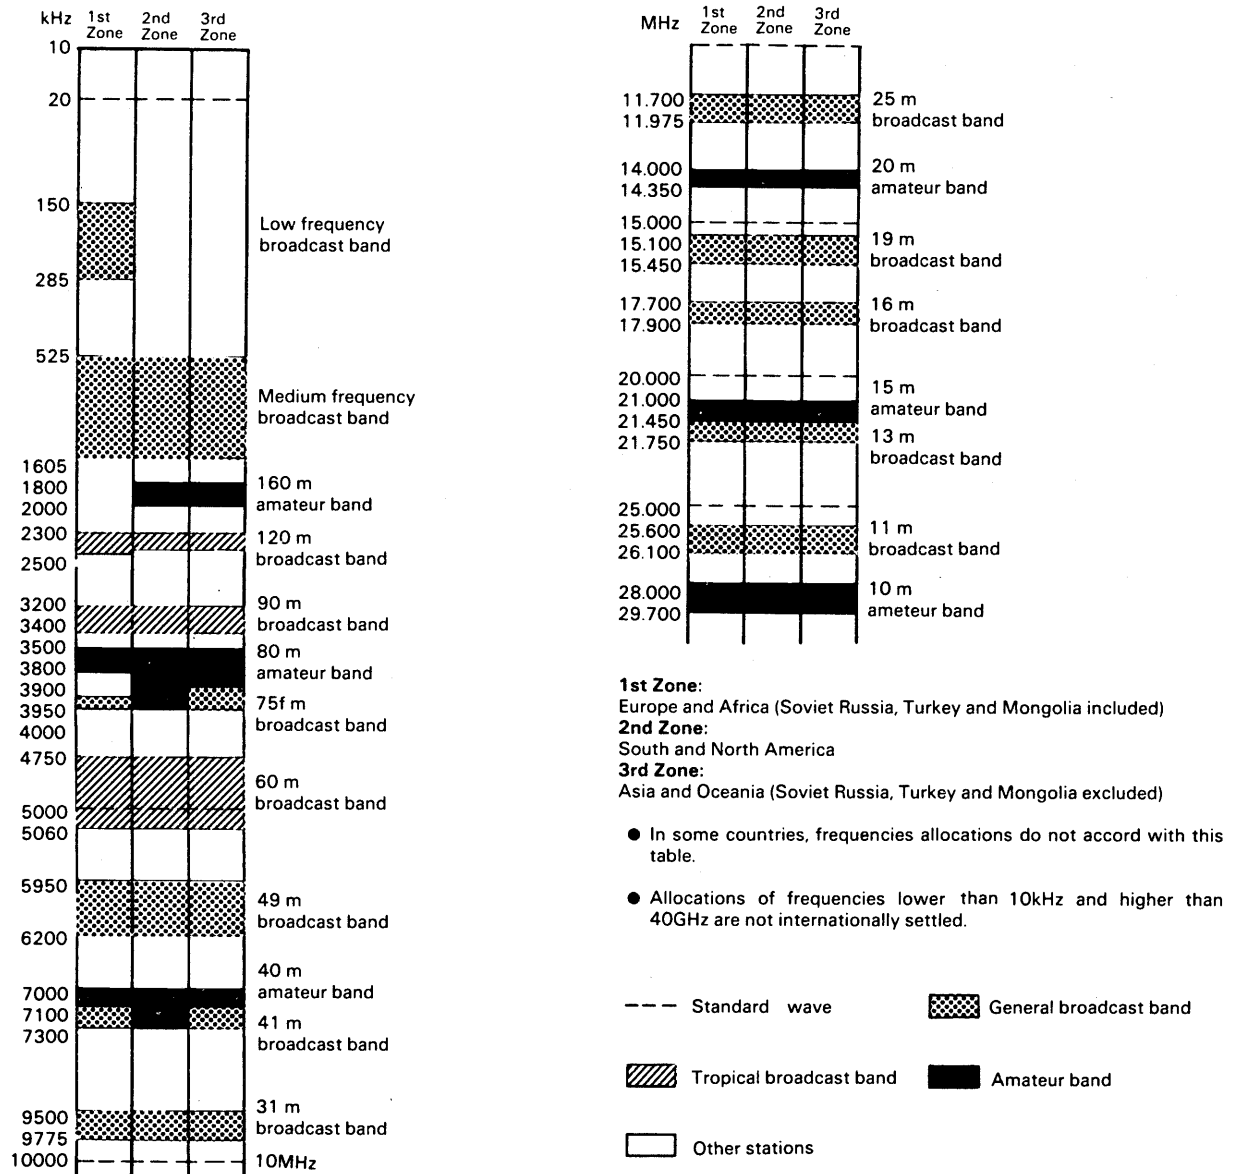 kHz 1st 2nd 3rd
Zone Zone Zone
10
20
150
Low frequency
broadcast band
285
525
Medium frequency
broadcast band
1605
1800 160 m
2000 amateur band
2300 120 m
broadcast band
2500
3200 90 m
3400 broadcast band
3500 80 m
3800 amateur band
3900 75f m
3950 broadcast band
4000
4750
60 m
broadcast band
5000
5060
5950
49 m
broadcast band
6200
40 m
7000 amateur band
7100 41 m
7300 broadcast band
31 m
9500 broadcast band
9775
10000 10MHz
MHz 1st 2nd 3rd
Zone Zone Zone
11.700 25 m
11.975 broadcast band
14.000 20 m
14.350 amateur band
15.000
15.100 19 m
15.450 broadcast band
17.700 16 m
17.900 broadcast band
20.000
21.000 15 m
21.450 amateur band
21.750 13 m
broadcast band
25.000
25.600 11 m
26.100 broadcast band
28.000 10 m
29.700 ameteur band
1st Zone:
Europe and Africa (Soviet Russia, Turkey and Mongolia included)
2nd Zone:
South and North America
3rd Zone:
Asia and Oceania (Soviet Russia, Turkey and Mongolia excluded)
● In some countries, frequencies allocations do not accord with this
table.
● Allocations of frequencies lower than 10kHz and higher than
40GHz are not internationally settled.
Standard wave
General broadcast band
Tropical broadcast band
Amateur band
Other stations